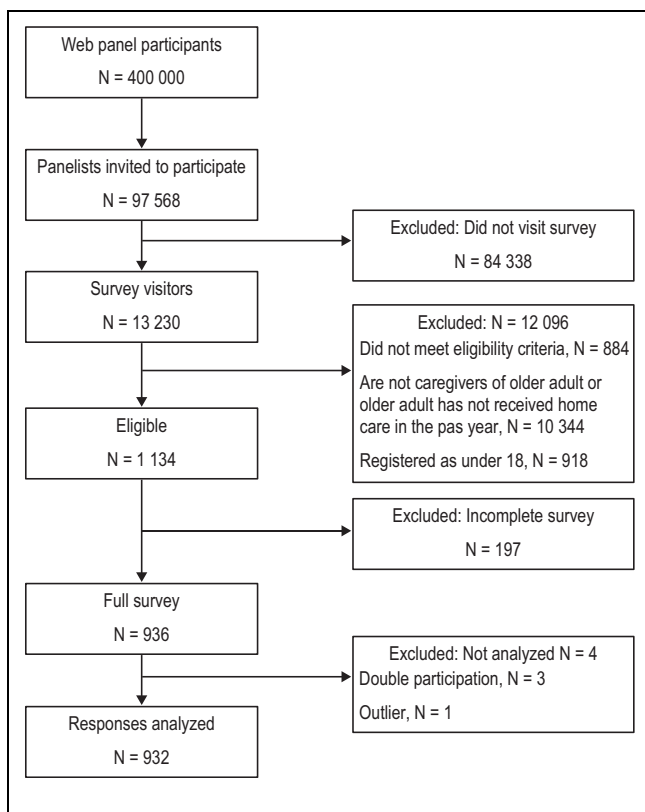 Web panel participants
N = 400 000
Panelists invited to participate
N = 97 568
Excluded: Did not visit survey
N = 84 338
Survey visitors
N = 13 230
Excluded: N = 12 096
Did not meet eligibility criteria, N = 884
Are not caregivers of older adult or
older adult has not received home
care in the pas year, N = 10 344
Registered as under 18, N = 918
Eligible
N = 1 134
Excluded: Incomplete survey
N = 197
Full survey
N = 936
Excluded: Not analyzed N = 4
Double participation, N = 3
Outlier, N = 1
Responses analyzed
N = 932